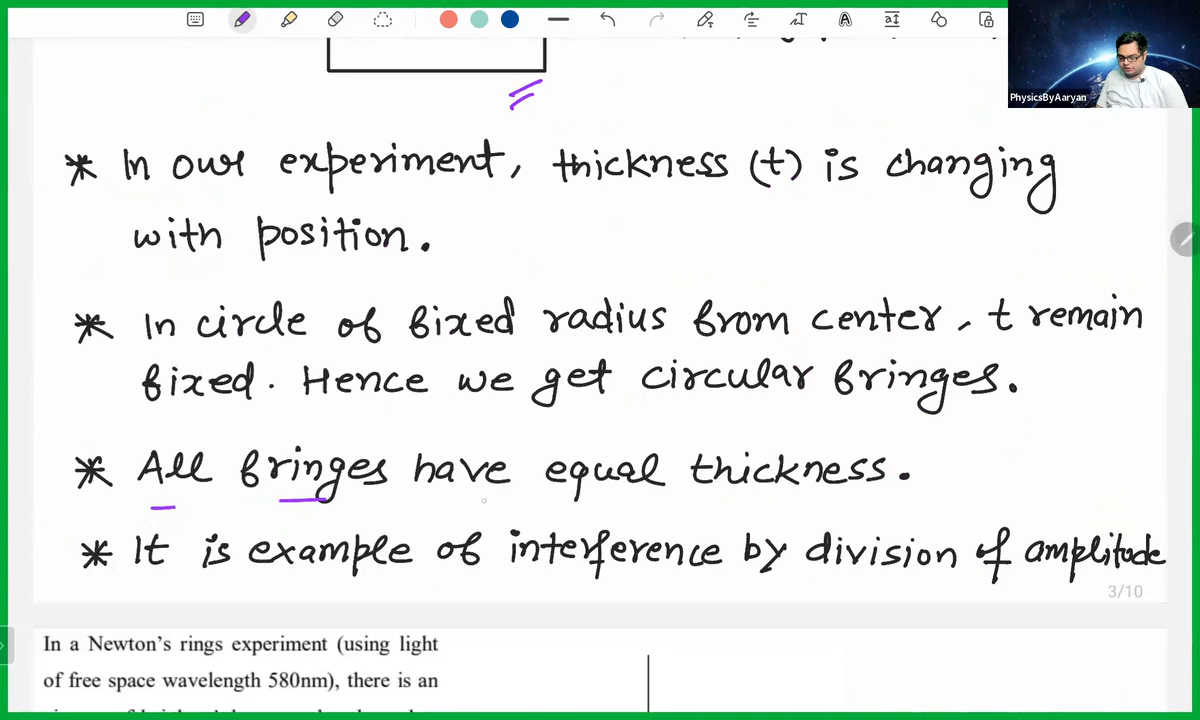 PhysicsByAaryan
* In our experiment, thickness (t) is changing
with position.
* In circle of fixed radius from center, t remain
fixed. Hence we get circular fringes.
* All fringes have equal thickness.
* It is example of interference by division of amplitude
3/10
In a Newton's rings experiment (using light
of free space wavelength 580nm), there is an